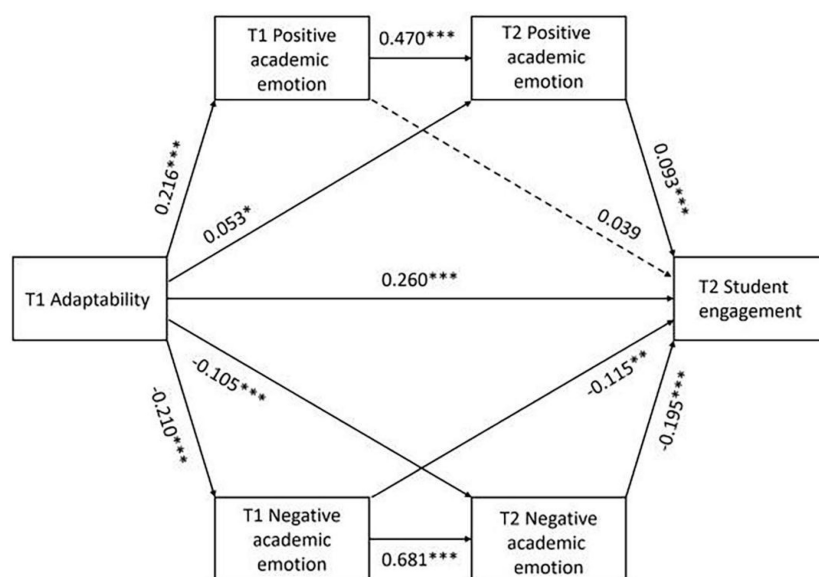 T1 Positive
academic
emotion
0.470***
T2 Positive
academic
emotion
0.216***
0.053*
0.093***
0.039
T1 Adaptability
0.260***
T2 Student
engagement
-0.105***
-0.115**
-0.210***
-0.195***
T1 Negative
academic
emotion
0.681***
T2 Negative
academic
emotion